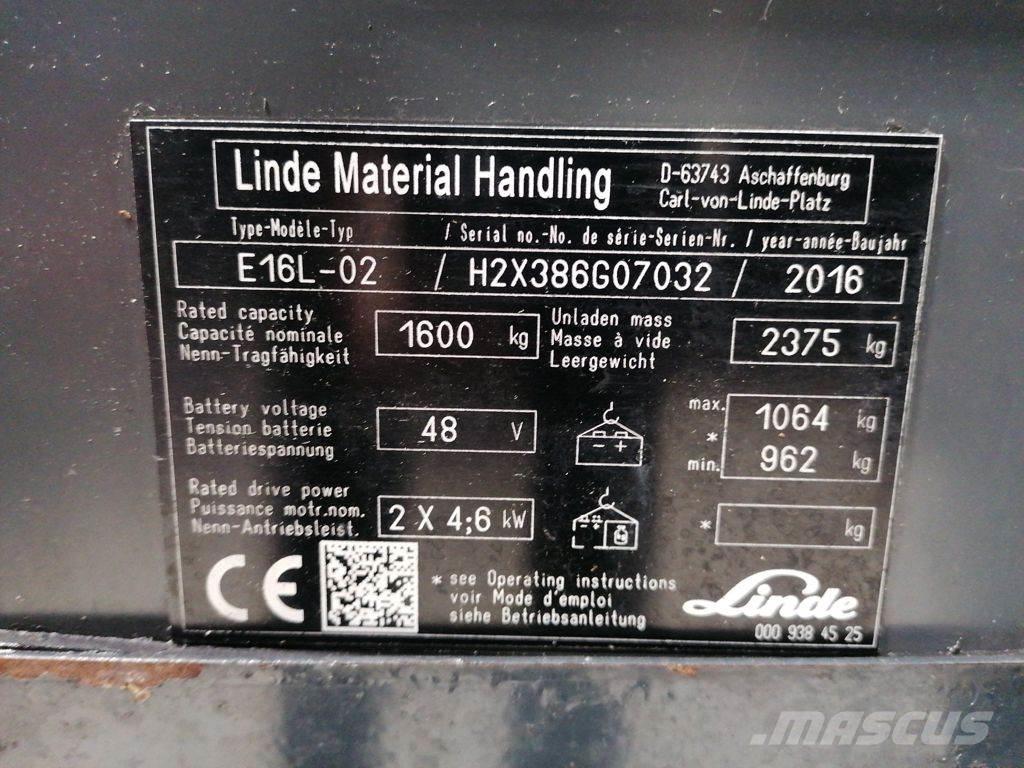 Linde Material Handling
D-63743 Aschaffenburg
Carl-von-Linde-Platz
Type-Modèle-Typ / Serial no.-No. de série-Serien-Nr. / year-année-Baujahr
E16L-02 / H2X386G07032 / 2016
Rated capacity
Capacité nominale
Nenn-Tragfähigkeit
1600 kg
Unladen mass
Masse à vide
Leergewicht
2375 kg
Battery voltage
Tension batterie
Batteriespannung
48 V
max. 1064 kg
*
min. 962 kg
Rated drive power
Puissance motr.nom.
Nenn-Antriebsleist.
2 X 4;6 kW
kg
* kg
CE
* see Operating instructions
voir Mode d'emploi
siehe Betriebsanleitung
Linde
000 938 45 25
MASCUS